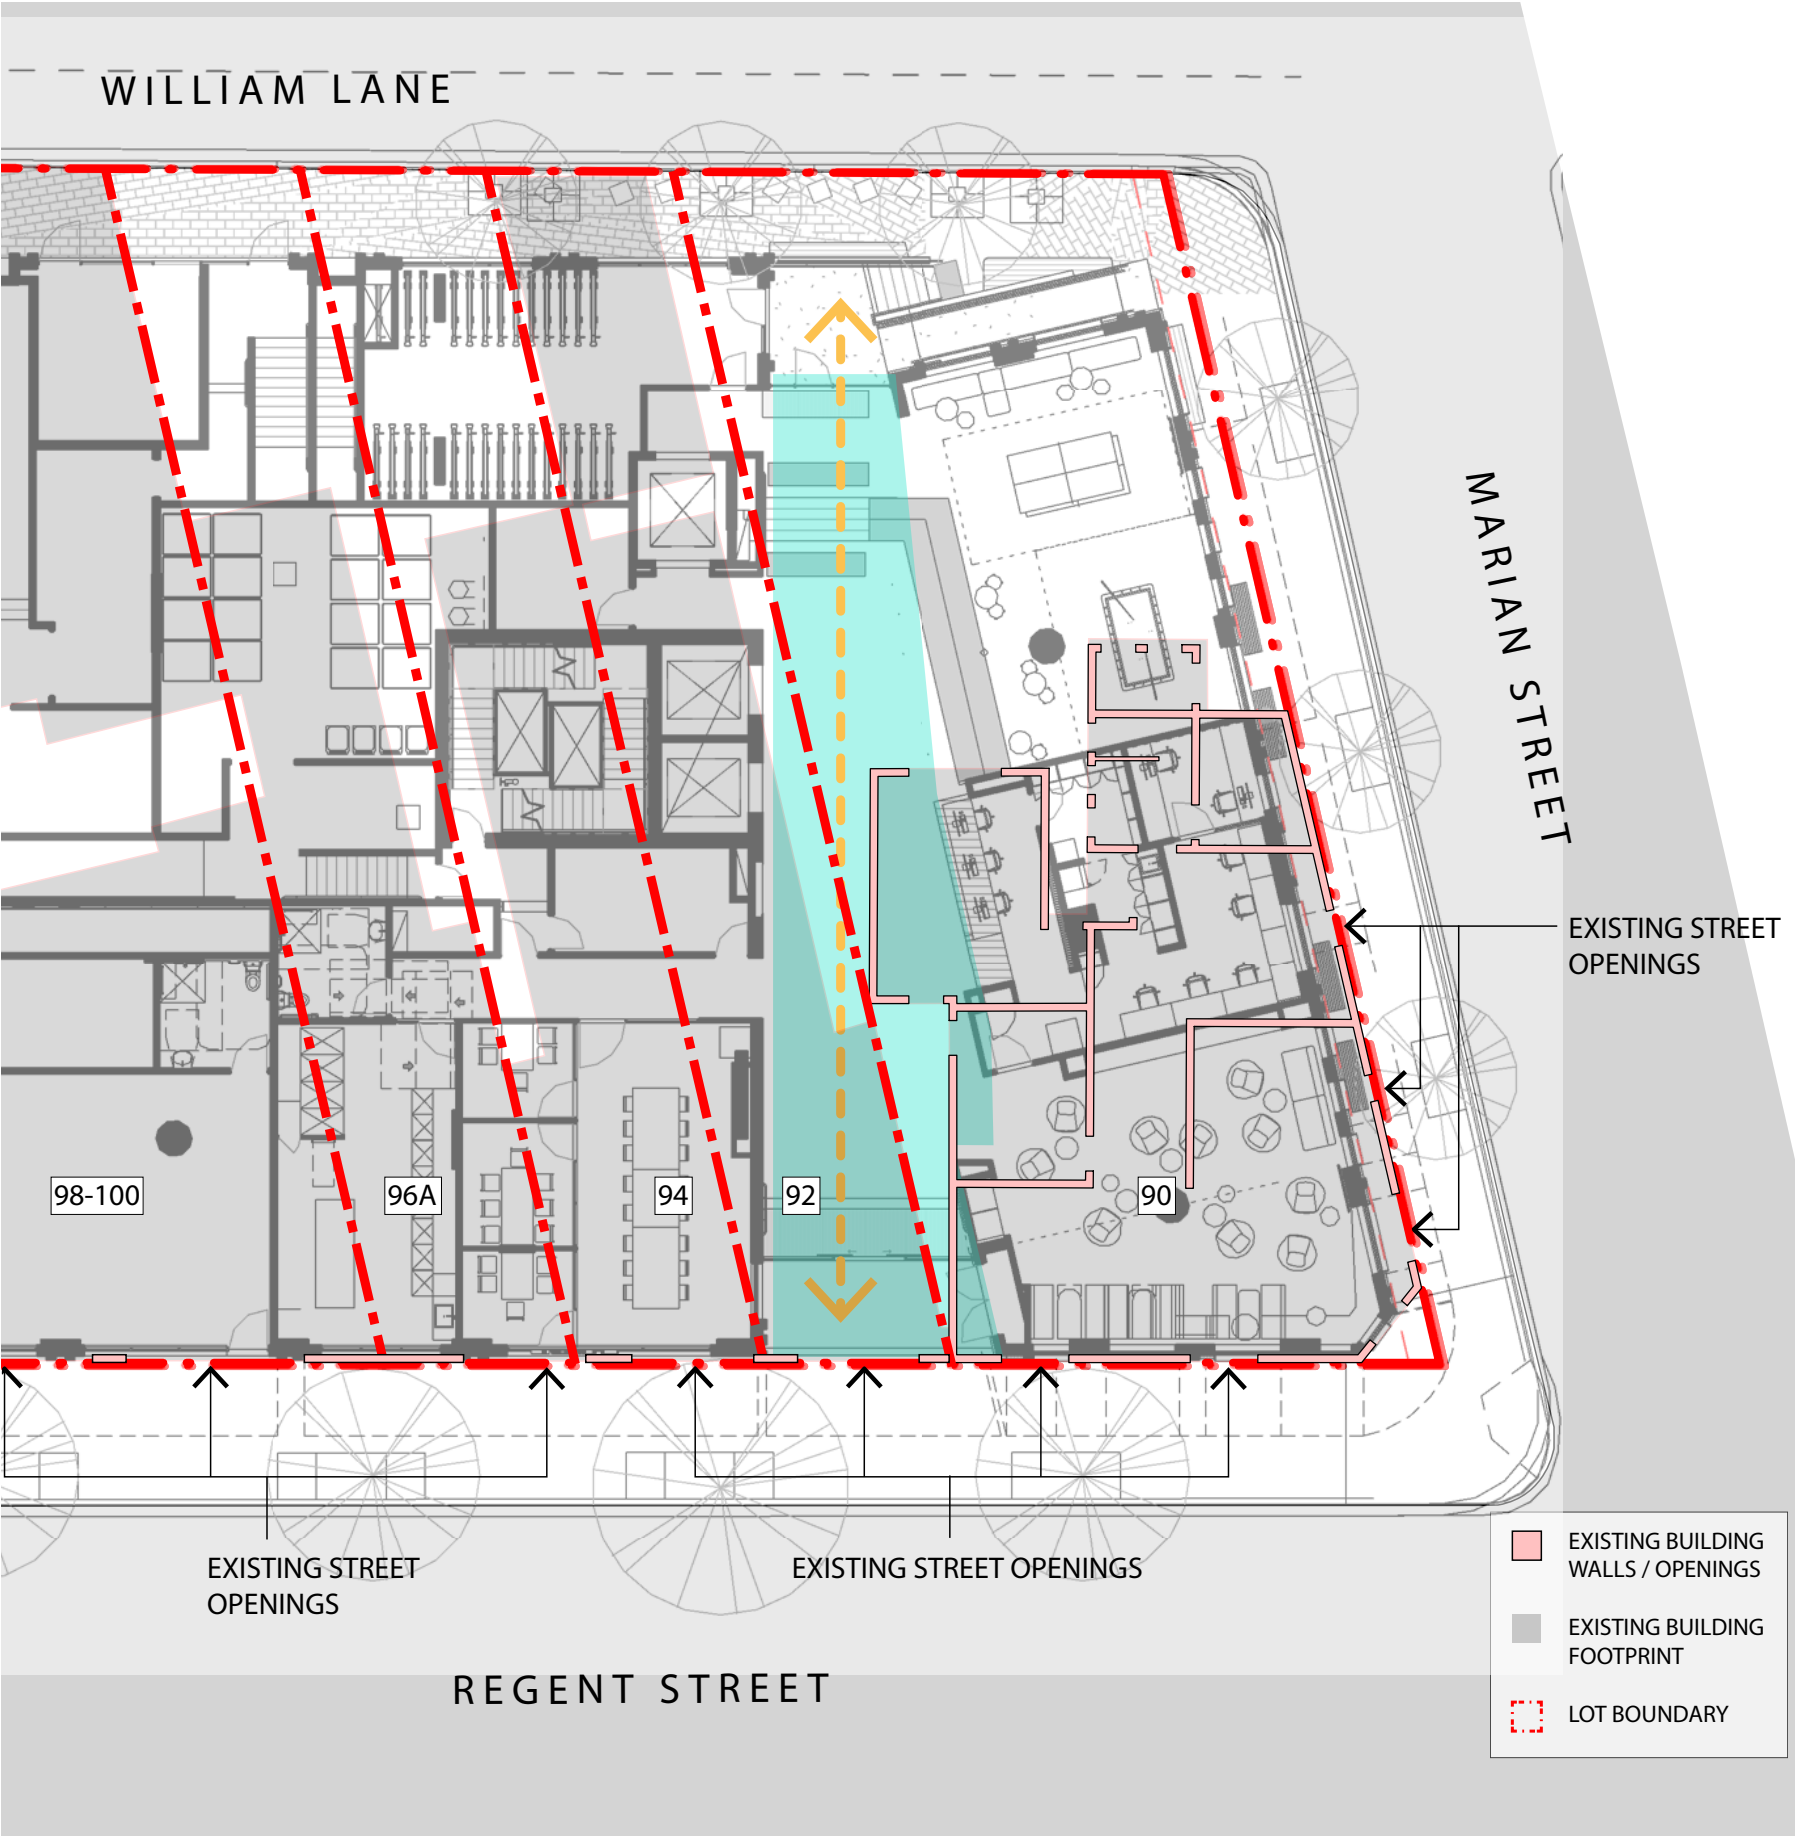 WILLIAM LANE
MARIAN STREET
EXISTING STREET
OPENINGS
98-100
96A
94
92
90
EXISTING STREET
OPENINGS
EXISTING STREET OPENINGS
REGENT STREET
EXISTING BUILDING
WALLS / OPENINGS
EXISTING BUILDING
FOOTPRINT
LOT BOUNDARY